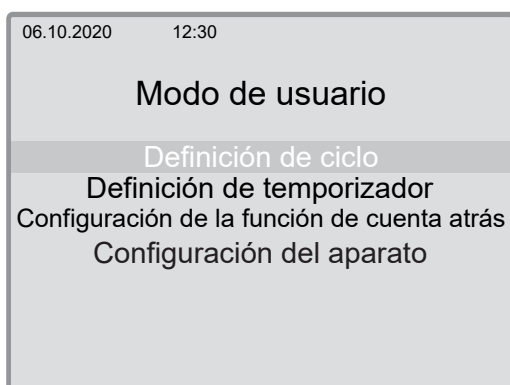 06.10.2020 12:30
Modo de usuario
Definición de ciclo
Definición de temporizador
Configuración de la función de cuenta atrás
Configuración del aparato